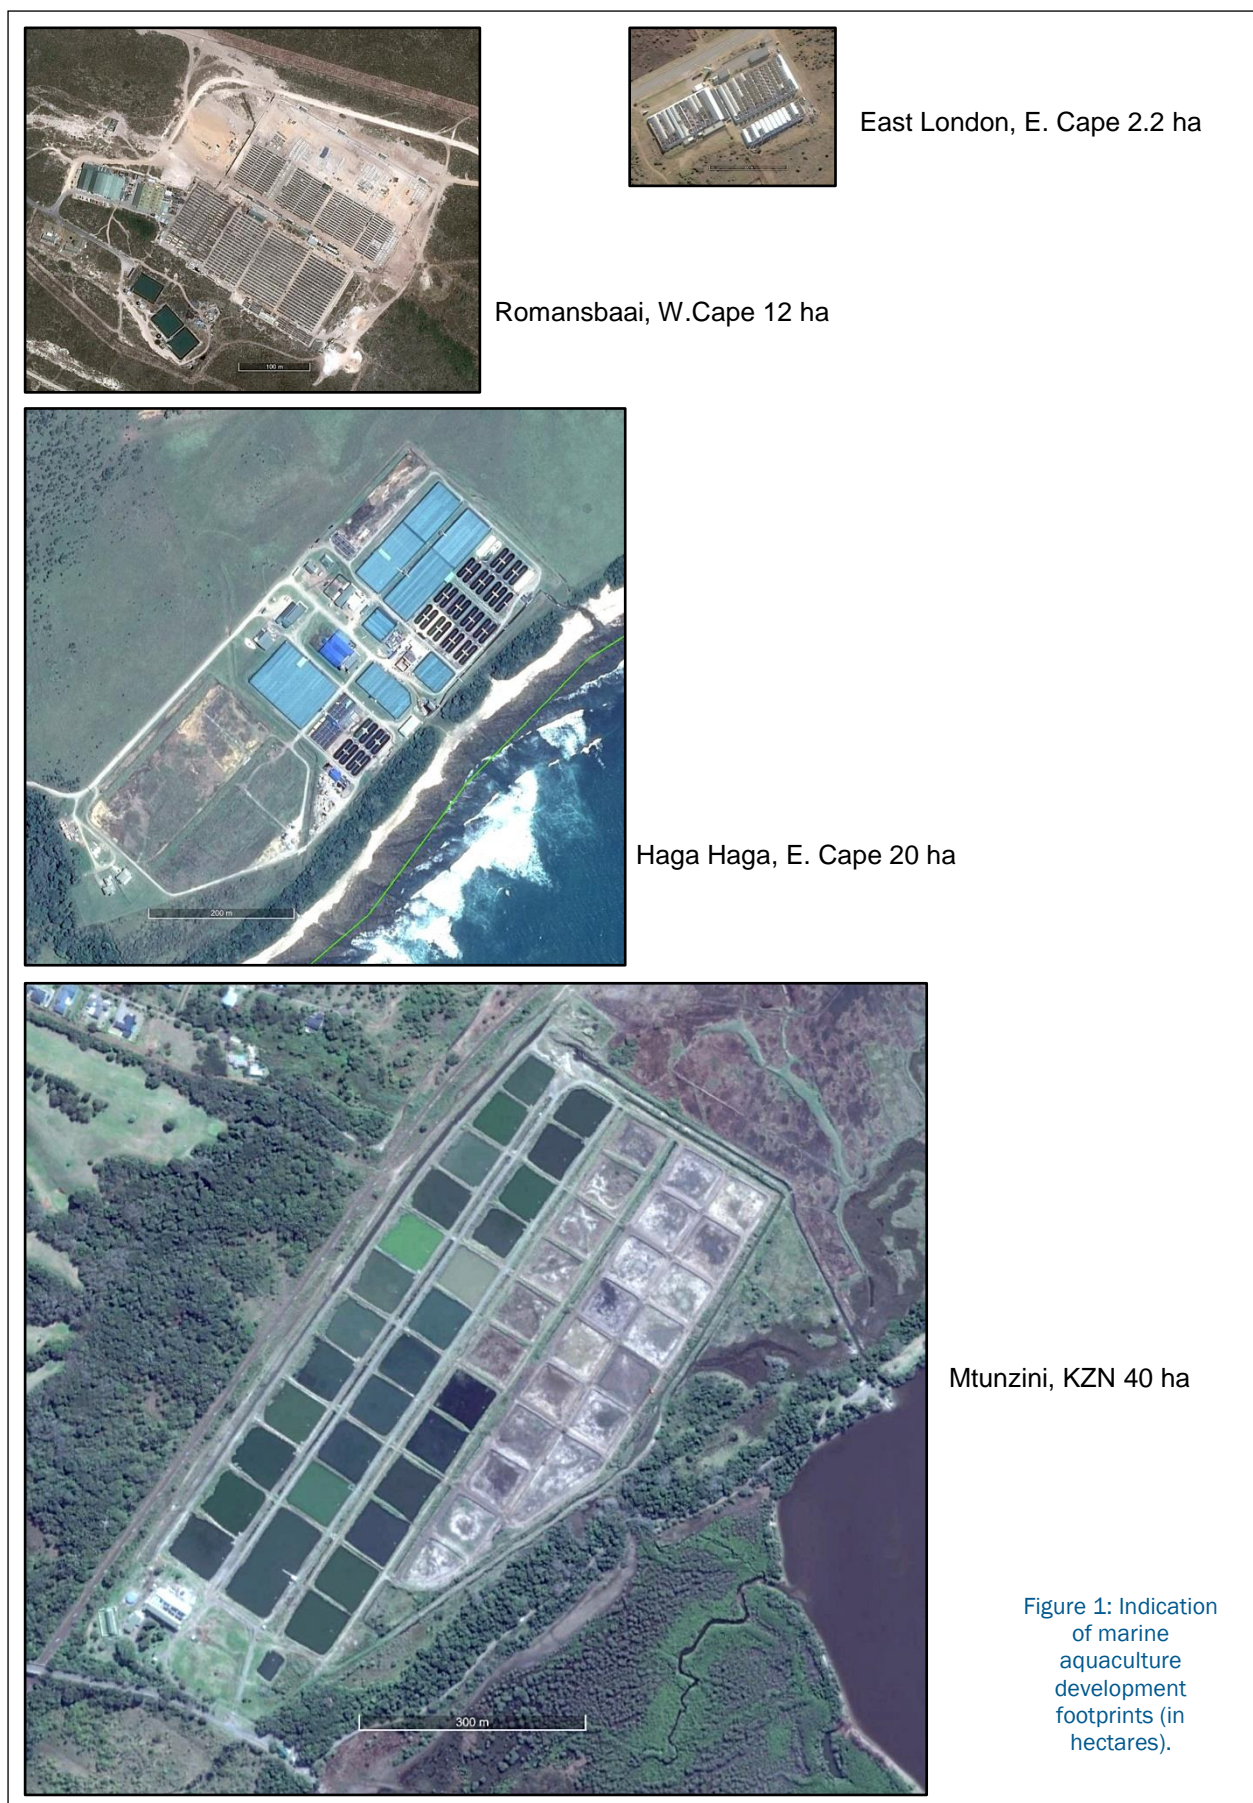 East London, E. Cape 2.2 ha
Romansbaai, W.Cape 12 ha
100 m
Haga Haga, E. Cape 20 ha
200 m
Mtunzini, KZN 40 ha
300 m
Figure 1: Indication
of marine
aquaculture
development
footprints (in
hectares).